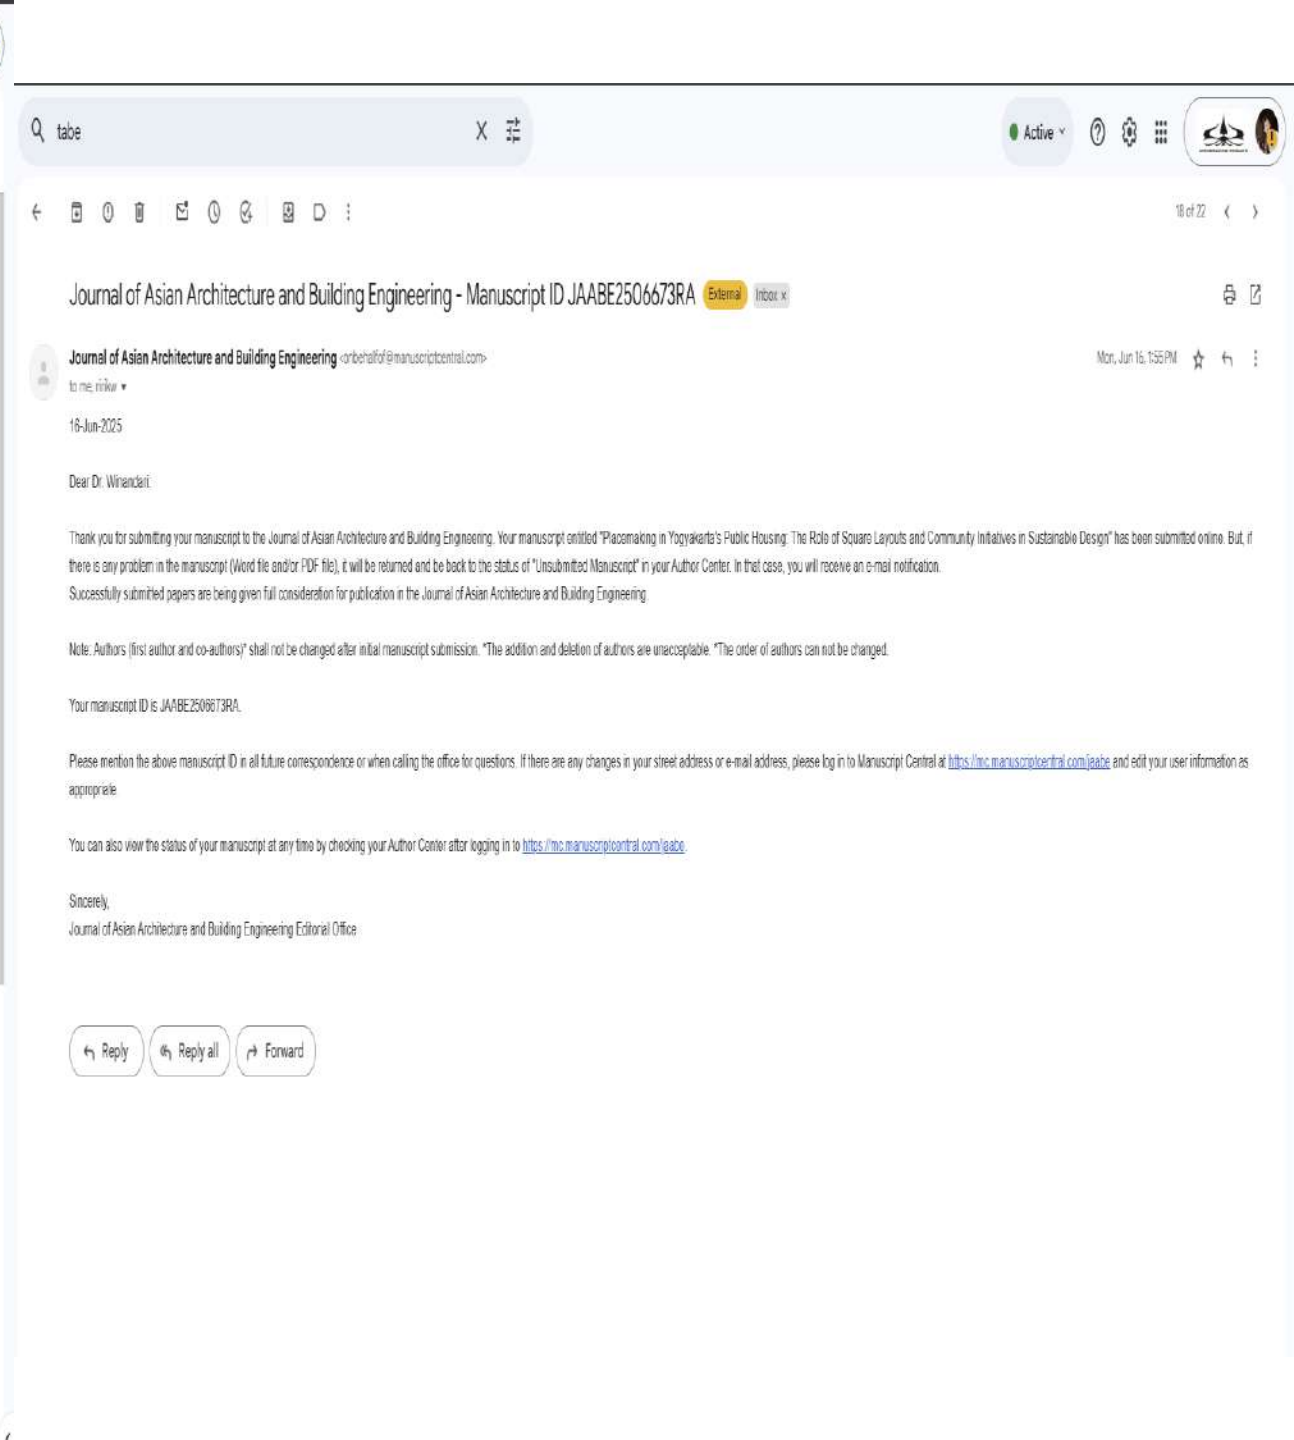 tabe
Active
18 of 22
Journal of Asian Architecture and Building Engineering - Manuscript ID JAABE2506673RA External Inbox x
Journal of Asian Architecture and Building Engineering <onbehalfof@manuscriptcentral.com> Mon, Jun 16, 1:55 PM
to me, ririkw
16-Jun-2025
Dear Dr. Winandari:
Thank you for submitting your manuscript to the Journal of Asian Architecture and Building Engineering. Your manuscript entitled "Placemaking in Yogyakarta's Public Housing: The Role of Square Layouts and Community Initiatives in Sustainable Design" has been submitted online. But, if
there is any problem in the manuscript (Word file and/or PDF file), it will be returned and be back to the status of "Unsubmitted Manuscript" in your Author Center. In that case, you will receive an e-mail notification.
Successfully submitted papers are being given full consideration for publication in the Journal of Asian Architecture and Building Engineering.
Note: Authors (first author and co-authors)* shall not be changed after initial manuscript submission. *The addition and deletion of authors are unacceptable. *The order of authors can not be changed.
Your manuscript ID is JAABE2506673RA.
Please mention the above manuscript ID in all future correspondence or when calling the office for questions. If there are any changes in your street address or e-mail address, please log in to Manuscript Central at https://mc.manuscriptcentral.com/jaabe and edit your user information as
appropriate.
You can also view the status of your manuscript at any time by checking your Author Center after logging in to https://mc.manuscriptcentral.com/jaabe.
Sincerely,
Journal of Asian Architecture and Building Engineering Editorial Office
Reply Reply all Forward